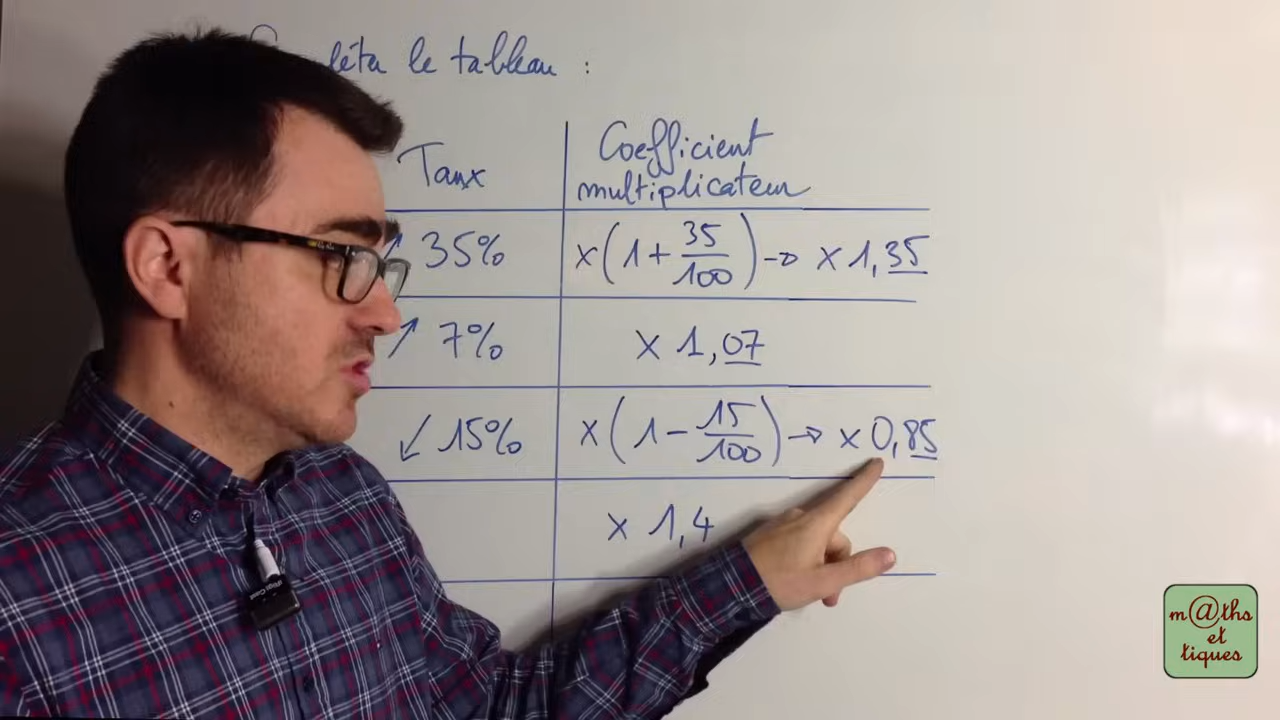 le tableau :
Taux
Coefficient
multiplicateur
↑ 35% × (1 + 35/100) → × 1,35
↗ 7% × 1,07
↙ 15% × (1 - 15/100) → × 0,85
× 1,4
m@ths
et
tiques